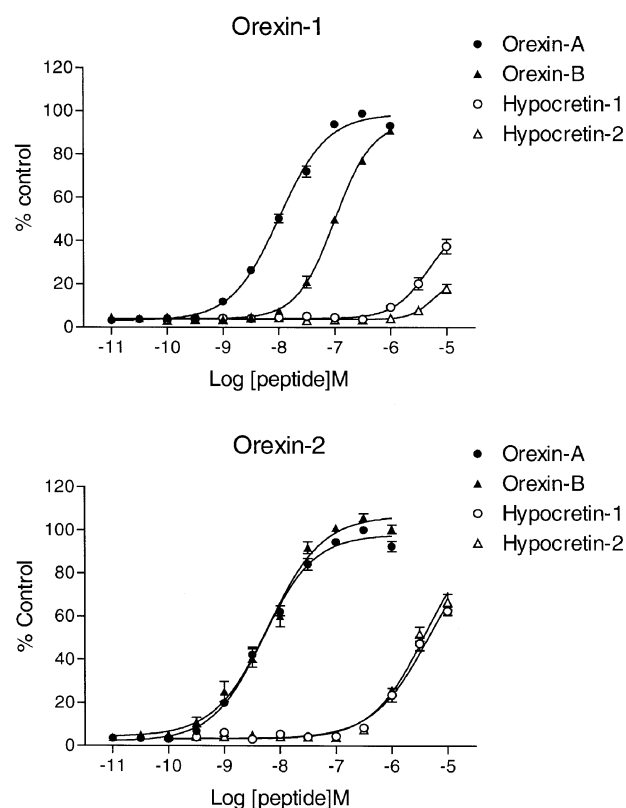 Orexin-1
Orexin-A
Orexin-B
Hypocretin-1
Hypocretin-2
120
100
80
60
40
20
0
% control
-11 -10 -9 -8 -7 -6 -5
Log [peptide]M
Orexin-2
Orexin-A
Orexin-B
Hypocretin-1
Hypocretin-2
120
100
80
60
40
20
0
% Control
-11 -10 -9 -8 -7 -6 -5
Log [peptide]M